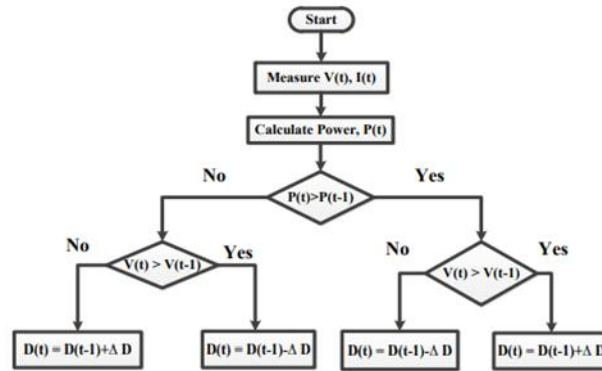 Start
Measure V(t), I(t)
Calculate Power, P(t)
No
Yes
P(t)>P(t-1)
No
Yes
No
Yes
V(t) > V(t-1)
V(t) > V(t-1)
D(t) = D(t-1)+Δ D
D(t) = D(t-1)-Δ D
D(t) = D(t-1)-Δ D
D(t) = D(t-1)+Δ D